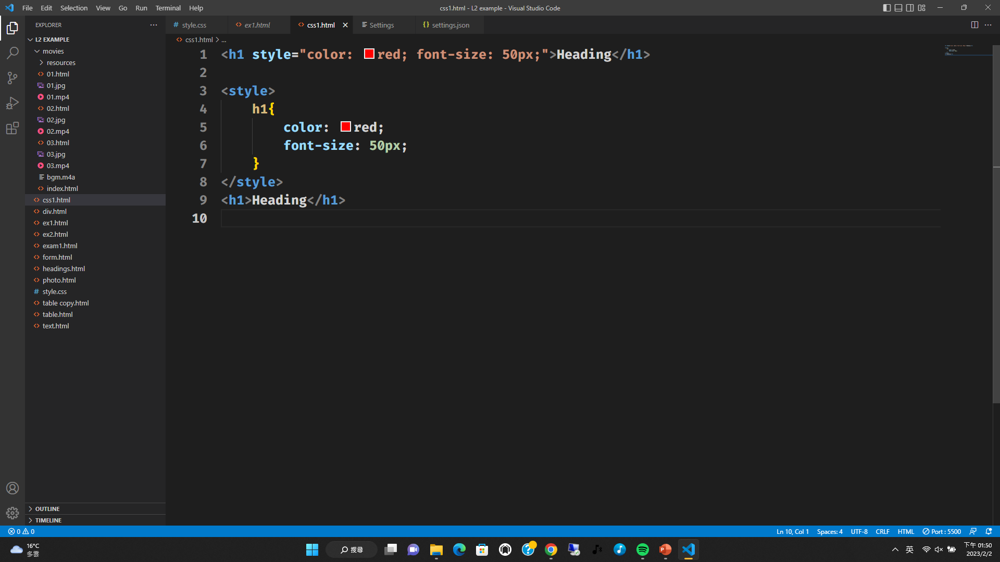 File Edit Selection View Go Run Terminal Help
css1.html - L2 example - Visual Studio Code
EXPLORER
style.css
ex1.html
css1.html
Settings
settings.json
L2 EXAMPLE
movies
resources
01.html
01.jpg
01.mp4
02.html
02.jpg
02.mp4
03.html
03.jpg
03.mp4
bgm.m4a
index.html
css1.html
div.html
ex1.html
ex2.html
exam1.html
form.html
headings.html
photo.html
style.css
table copy.html
table.html
text.html
OUTLINE
TIMELINE
css1.html > ...
1 <h1 style="color: red; font-size: 50px;">Heading</h1>
2
3 <style>
4 h1{
5 color: red;
6 font-size: 50px;
7 }
8 </style>
9 <h1>Heading</h1>
10
0 0
Ln 10, Col 1 Spaces: 4 UTF-8 CRLF HTML Port : 5500
16°C
多雲
搜尋
英
下午 01:50
2023/2/2